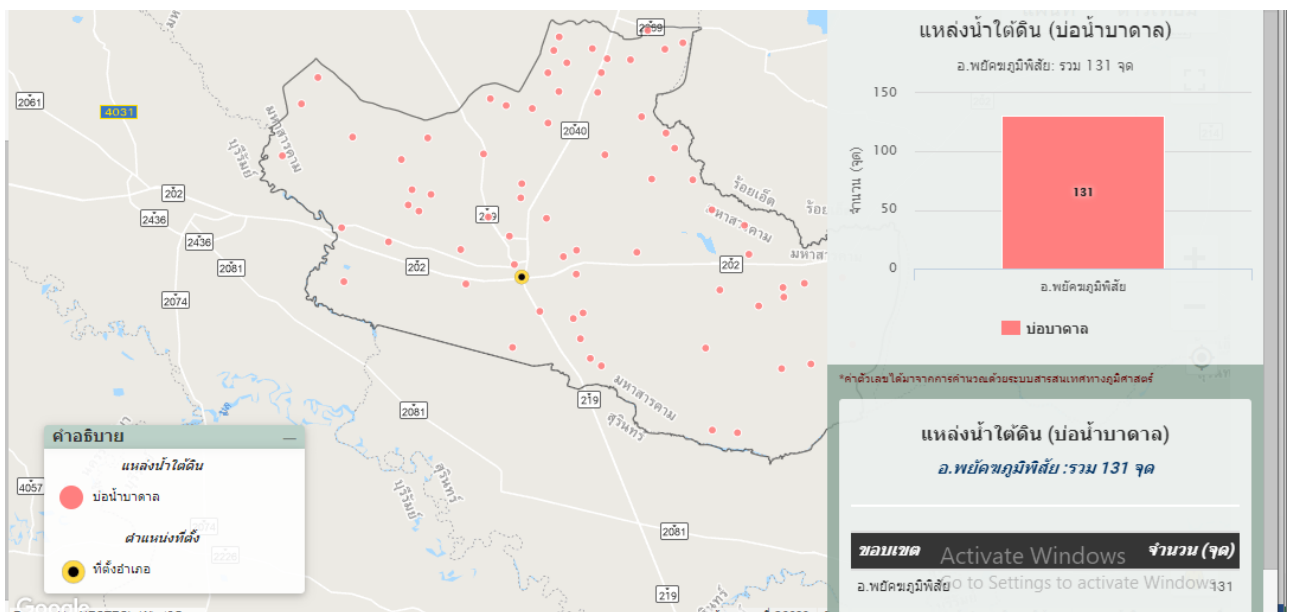 2059
2061
4031
มหาสารคาม
บุรีรัมย์
2040
202
2436
2436
2081
2074
219
202
202
ร้อยเอ็ด
มหาสารคาม
มหาสารคาม
สุรินทร์
219
2081
สุรินทร์
บุรีรัมย์
2081
219
4057
คำอธิบาย
แหล่งน้ำใต้ดิน
บ่อน้ำบาดาล
ตำแหน่งที่ตั้ง
ที่ตั้งอำเภอ
Google
แหล่งน้ำใต้ดิน (บ่อน้ำบาดาล)
อ.พยัคฆภูมิพิสัย: รวม 131 จุด
จำนวน (จุด)
150
100
50
0
131
อ.พยัคฆภูมิพิสัย
บ่อบาดาล
*ค่าตัวเลขได้มาจากการคำนวณด้วยระบบสารสนเทศทางภูมิศาสตร์
แหล่งน้ำใต้ดิน (บ่อน้ำบาดาล)
อ.พยัคฆภูมิพิสัย :รวม 131 จุด
ขอบเขต จำนวน (จุด)
อ.พยัคฆภูมิพิสัย 131
Activate Windows
Go to Settings to activate Windows.